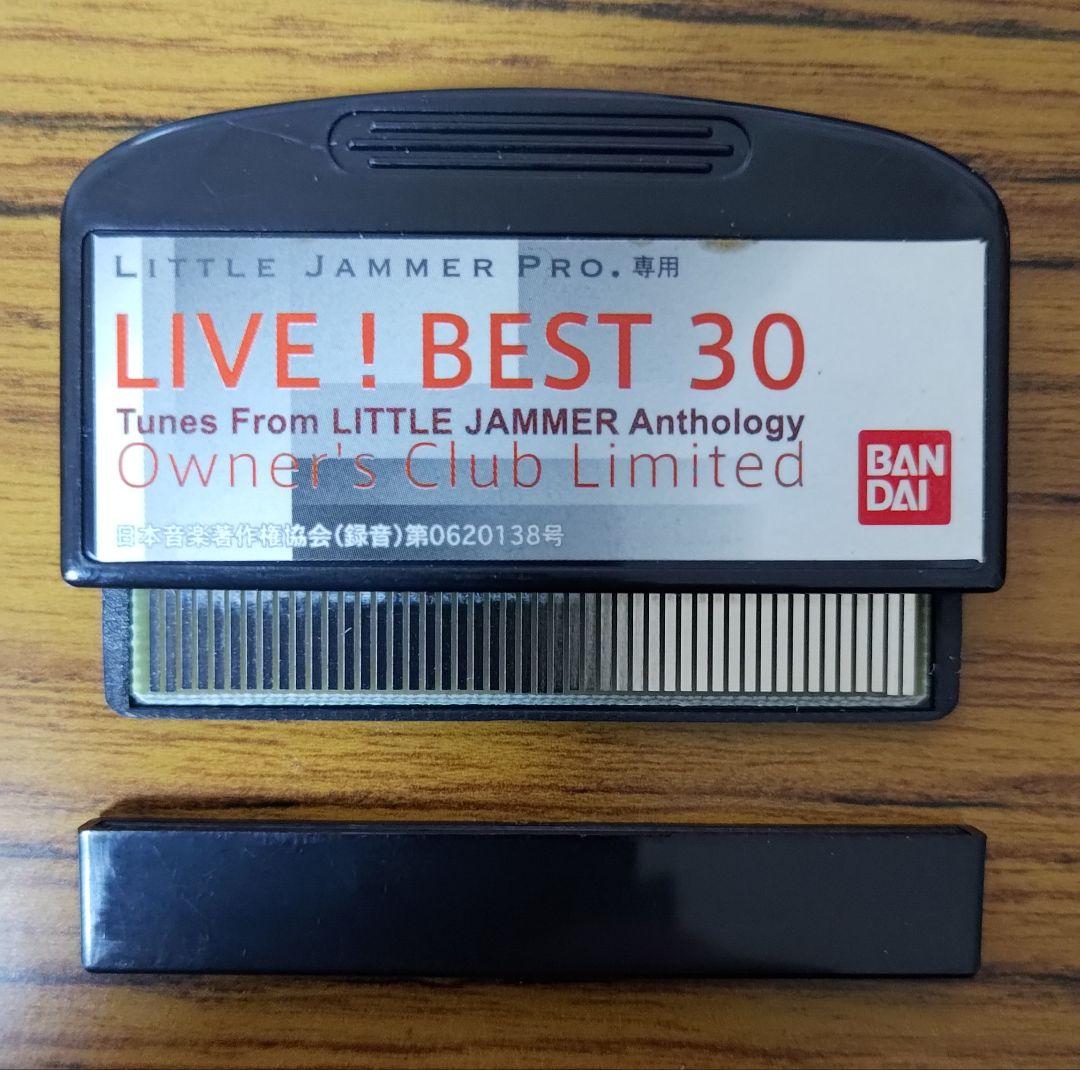 LITTLE JAMMER PRO. 専用
LIVE ! BEST 30
Tunes From LITTLE JAMMER Anthology
Owner's Club Limited
BAN
DAI
日本音楽著作権協会(録音)第0620138号